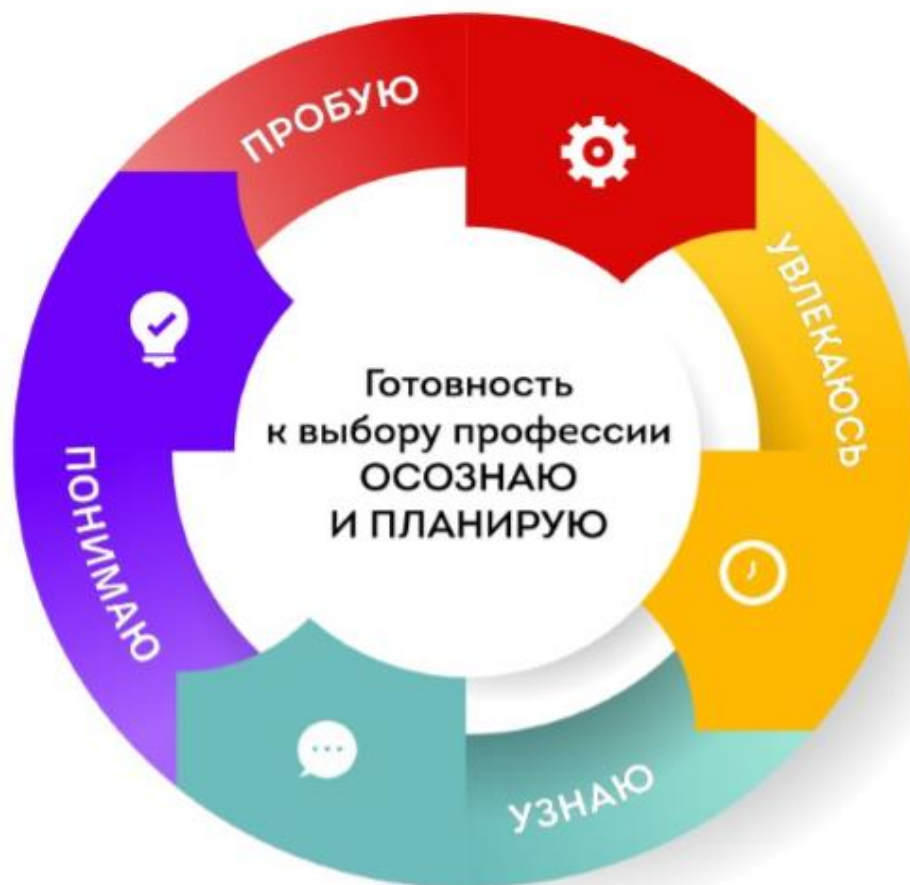 ПРОБУЮ
УВЛЕКАЮСЬ
Готовность
к выбору профессии
ОСОЗНАЮ
И ПЛАНИРУЮ
ПОНИМАЮ
УЗНАЮ